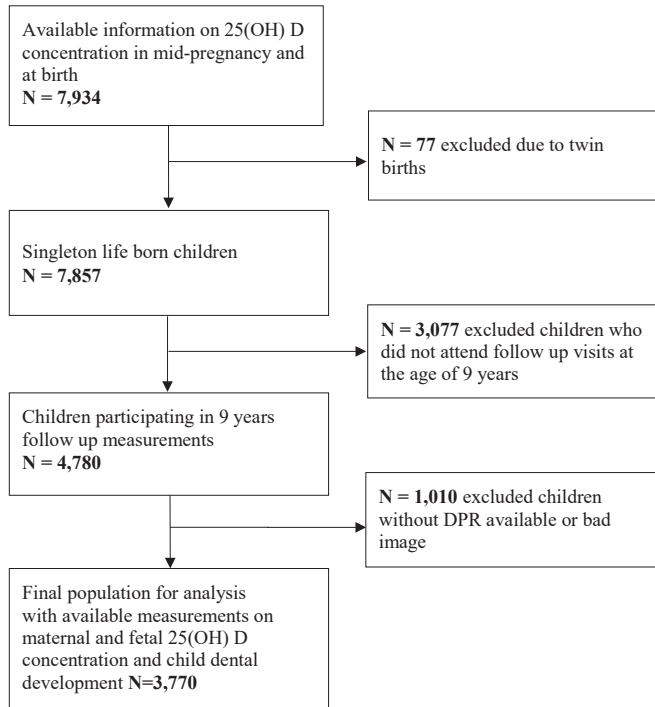 Available information on 25(OH) D
concentration in mid-pregnancy and
at birth
N = 7,934
N = 77 excluded due to twin
births
Singleton life born children
N = 7,857
N = 3,077 excluded children who
did not attend follow up visits at
the age of 9 years
Children participating in 9 years
follow up measurements
N = 4,780
N = 1,010 excluded children
without DPR available or bad
image
Final population for analysis
with available measurements on
maternal and fetal 25(OH) D
concentration and child dental
development N=3,770